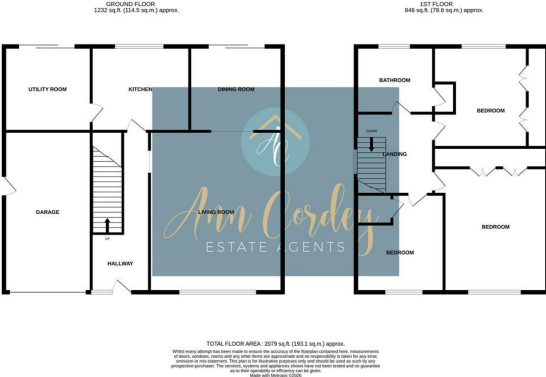 GROUND FLOOR
1232 sq.ft. (114.5 sq.m.) approx.
1ST FLOOR
846 sq.ft. (78.6 sq.m.) approx.
UTILITY ROOM
KITCHEN
DINING ROOM
BATHROOM
BEDROOM
DOWN
LANDING
GARAGE
LIVING ROOM
UP
HALLWAY
BEDROOM
BEDROOM
AC
Ann Cordey
ESTATE AGENTS
TOTAL FLOOR AREA : 2079 sq.ft. (193.1 sq.m.) approx.
Whilst every attempt has been made to ensure the accuracy of the floorplan contained here, measurements
of doors, windows, rooms and any other items are approximate and no responsibility is taken for any error,
omission or mis-statement. This plan is for illustrative purposes only and should be used as such by any
prospective purchaser. The services, systems and appliances shown have not been tested and no guarantee
as to their operability or efficiency can be given.
Made with Metropix ©2026